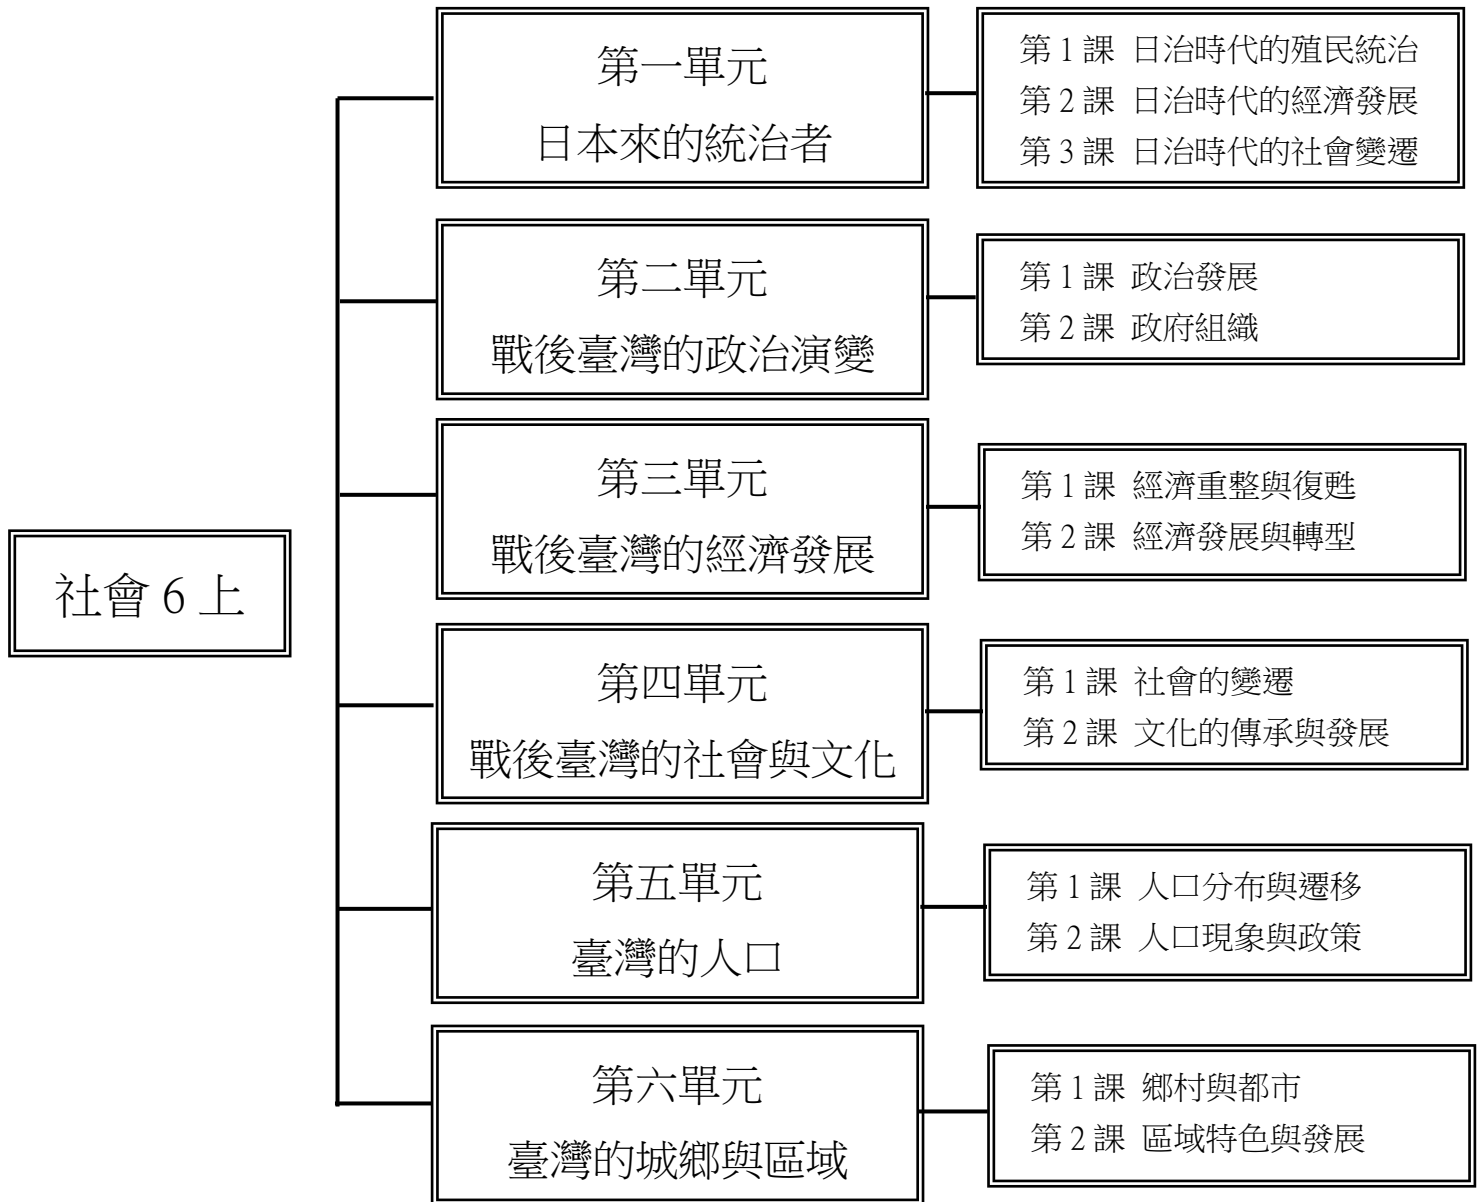 社會 6 上
第一單元
日本來的統治者
第 1 課 日治時代的殖民統治
第 2 課 日治時代的經濟發展
第 3 課 日治時代的社會變遷
第二單元
戰後臺灣的政治演變
第 1 課 政治發展
第 2 課 政府組織
第三單元
戰後臺灣的經濟發展
第 1 課 經濟重整與復甦
第 2 課 經濟發展與轉型
第四單元
戰後臺灣的社會與文化
第 1 課 社會的變遷
第 2 課 文化的傳承與發展
第五單元
臺灣的人口
第 1 課 人口分布與遷移
第 2 課 人口現象與政策
第六單元
臺灣的城鄉與區域
第 1 課 鄉村與都市
第 2 課 區域特色與發展